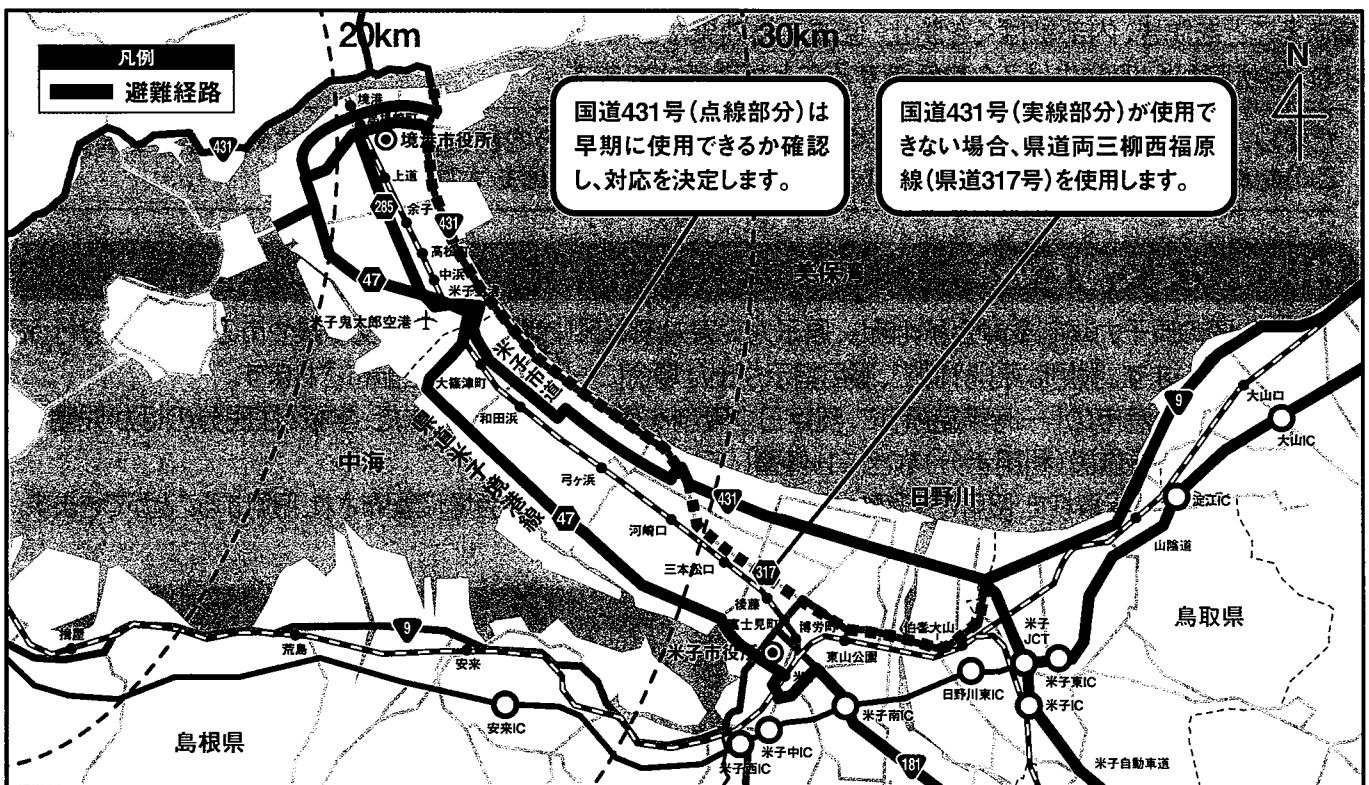 20km
30km
N
凡例
避難経路
国道431号(点線部分)は
早期に使用できるか確認
し、対応を決定します。
国道431号(実線部分)が使用で
きない場合、県道両三柳西福原
線(県道317号)を使用します。
境港
境港市役所
431
上道
285
余子
431
高松町
中浜
米子空港
47
美保湾
米子鬼太郎空港
米子市道
大篠津町
和田浜
県道米子境港線
中海
弓ヶ浜
431
47
河崎口
日野川
9
大山口
大山IC
淀江IC
山陰道
三本松口
317
後藤
富士見町
博労町
伯耆大山
米子
JCT
鳥取県
揖屋
荒島
9
安来
米子市役所
東山公園
日野川東IC
米子東IC
米子IC
安来IC
島根県
米子西IC
米子中IC
米子南IC
181
米子自動車道